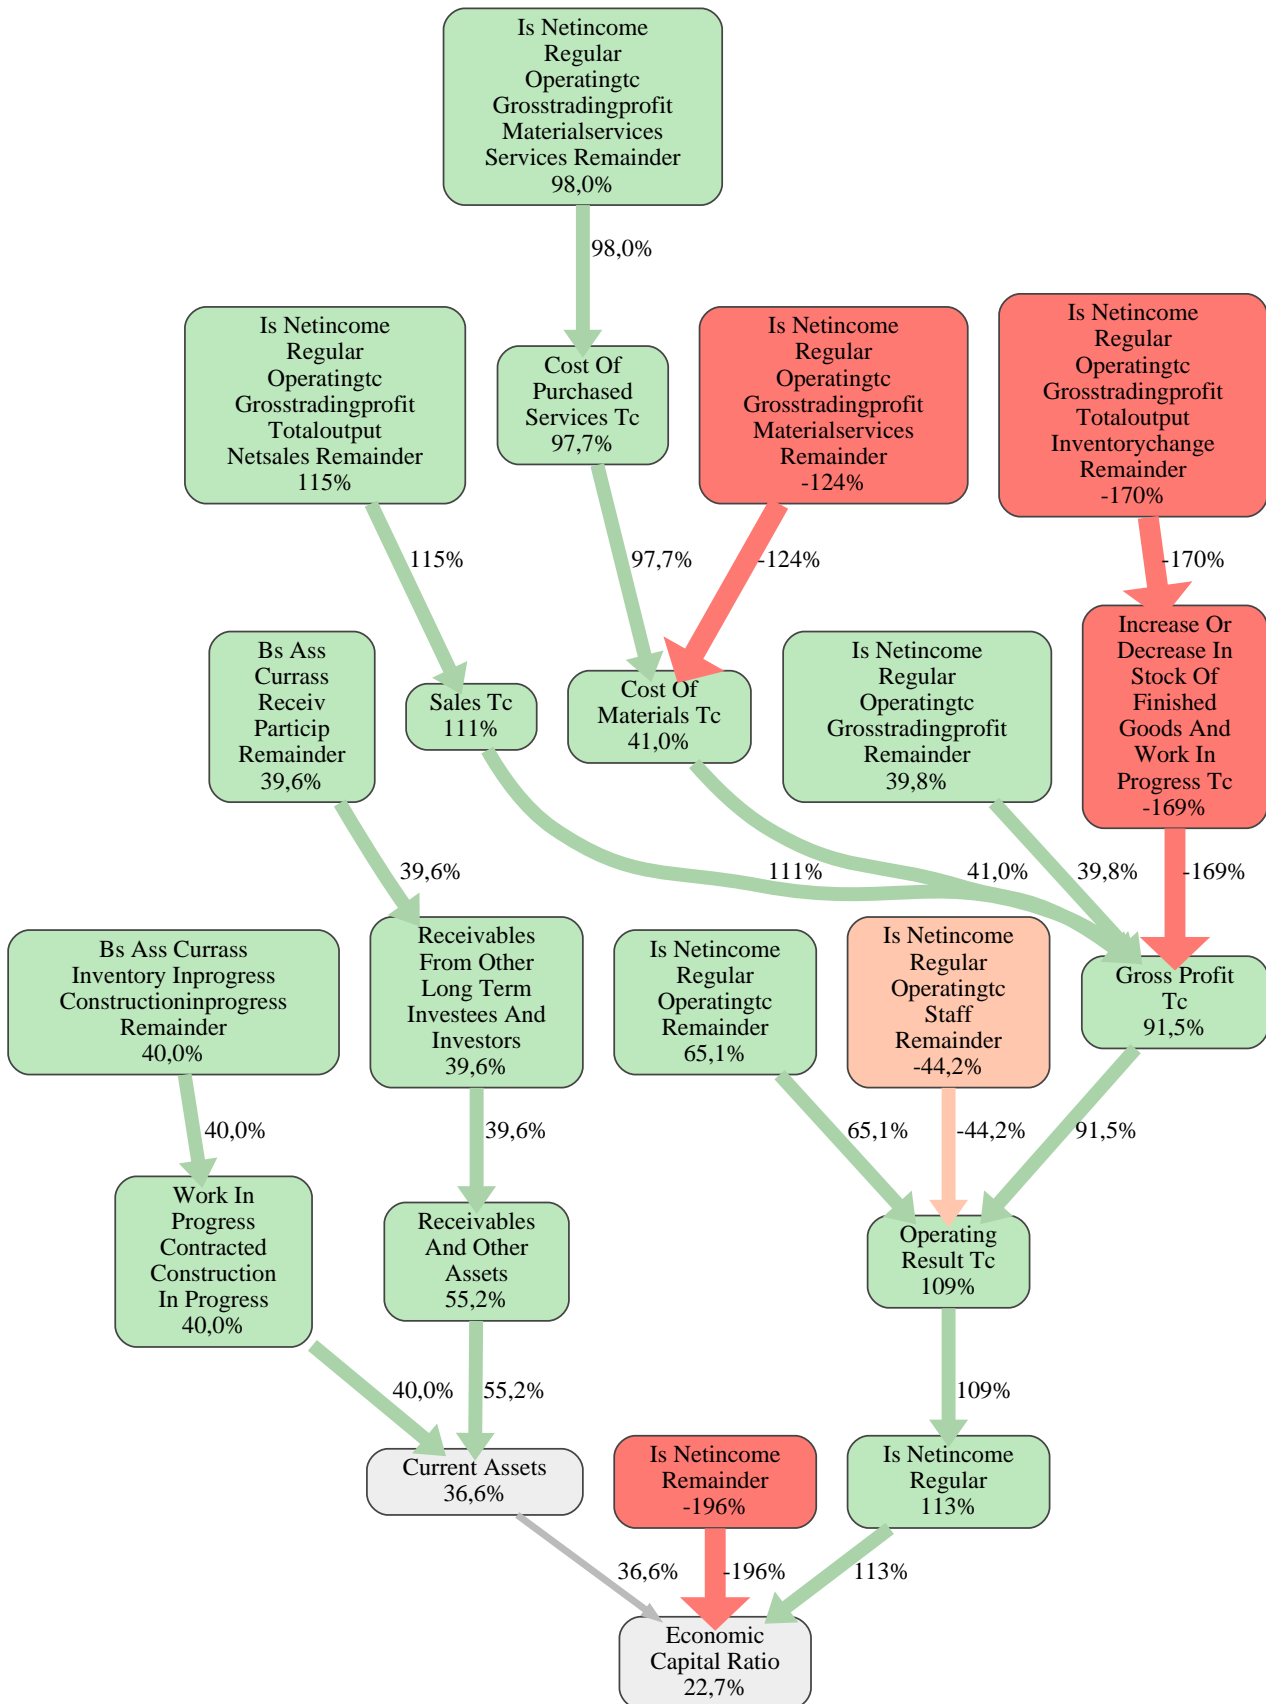 Is Netincome
Regular
Operatingtc
Grosstradingprofit
Materialservices
Services Remainder
98,0%
98,0%
Is Netincome
Regular
Operatingtc
Grosstradingprofit
Totaloutput
Netsales Remainder
115%
Cost Of
Purchased
Services Tc
97,7%
Is Netincome
Regular
Operatingtc
Grosstradingprofit
Materialservices
Remainder
-124%
Is Netincome
Regular
Operatingtc
Grosstradingprofit
Totaloutput
Inventorychange
Remainder
-170%
115%
97,7%
-124%
-170%
Bs Ass
Currass
Receiv
Particip
Remainder
39,6%
Sales Tc
111%
Cost Of
Materials Tc
41,0%
Is Netincome
Regular
Operatingtc
Grosstradingprofit
Remainder
39,8%
Increase Or
Decrease In
Stock Of
Finished
Goods And
Work In
Progress Tc
-169%
39,6%
111%
41,0%
39,8%
-169%
Bs Ass Currass
Inventory Inprogress
Constructioninprogress
Remainder
40,0%
Receivables
From Other
Long Term
Investees And
Investors
39,6%
Is Netincome
Regular
Operatingtc
Remainder
65,1%
Is Netincome
Regular
Operatingtc
Staff
Remainder
-44,2%
Gross Profit
Tc
91,5%
40,0%
39,6%
65,1%
-44,2%
91,5%
Work In
Progress
Contracted
Construction
In Progress
40,0%
Receivables
And Other
Assets
55,2%
Operating
Result Tc
109%
40,0%
55,2%
109%
Current Assets
36,6%
Is Netincome
Remainder
-196%
Is Netincome
Regular
113%
36,6%
-196%
113%
Economic
Capital Ratio
22,7%